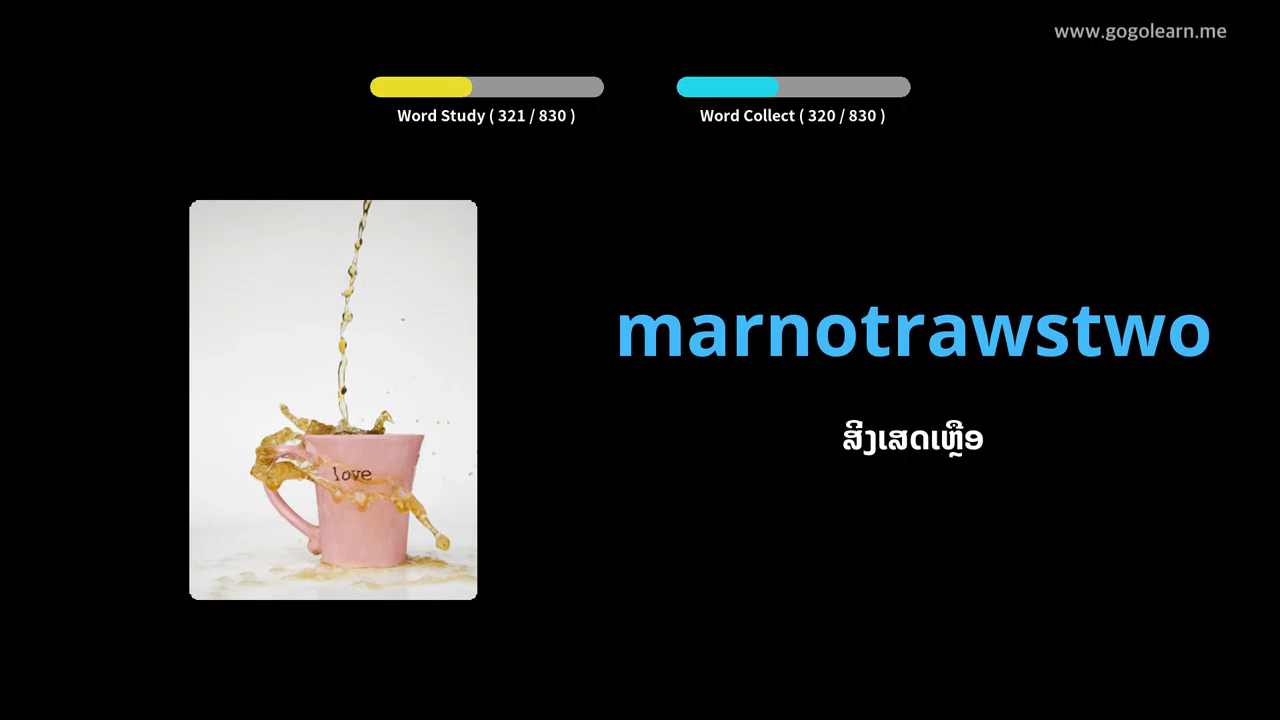 www.gogolearn.me
Word Study ( 321 / 830 )
Word Collect ( 320 / 830 )
love
marnotrawstwo
ສິ່ງເສດເຫຼືອ